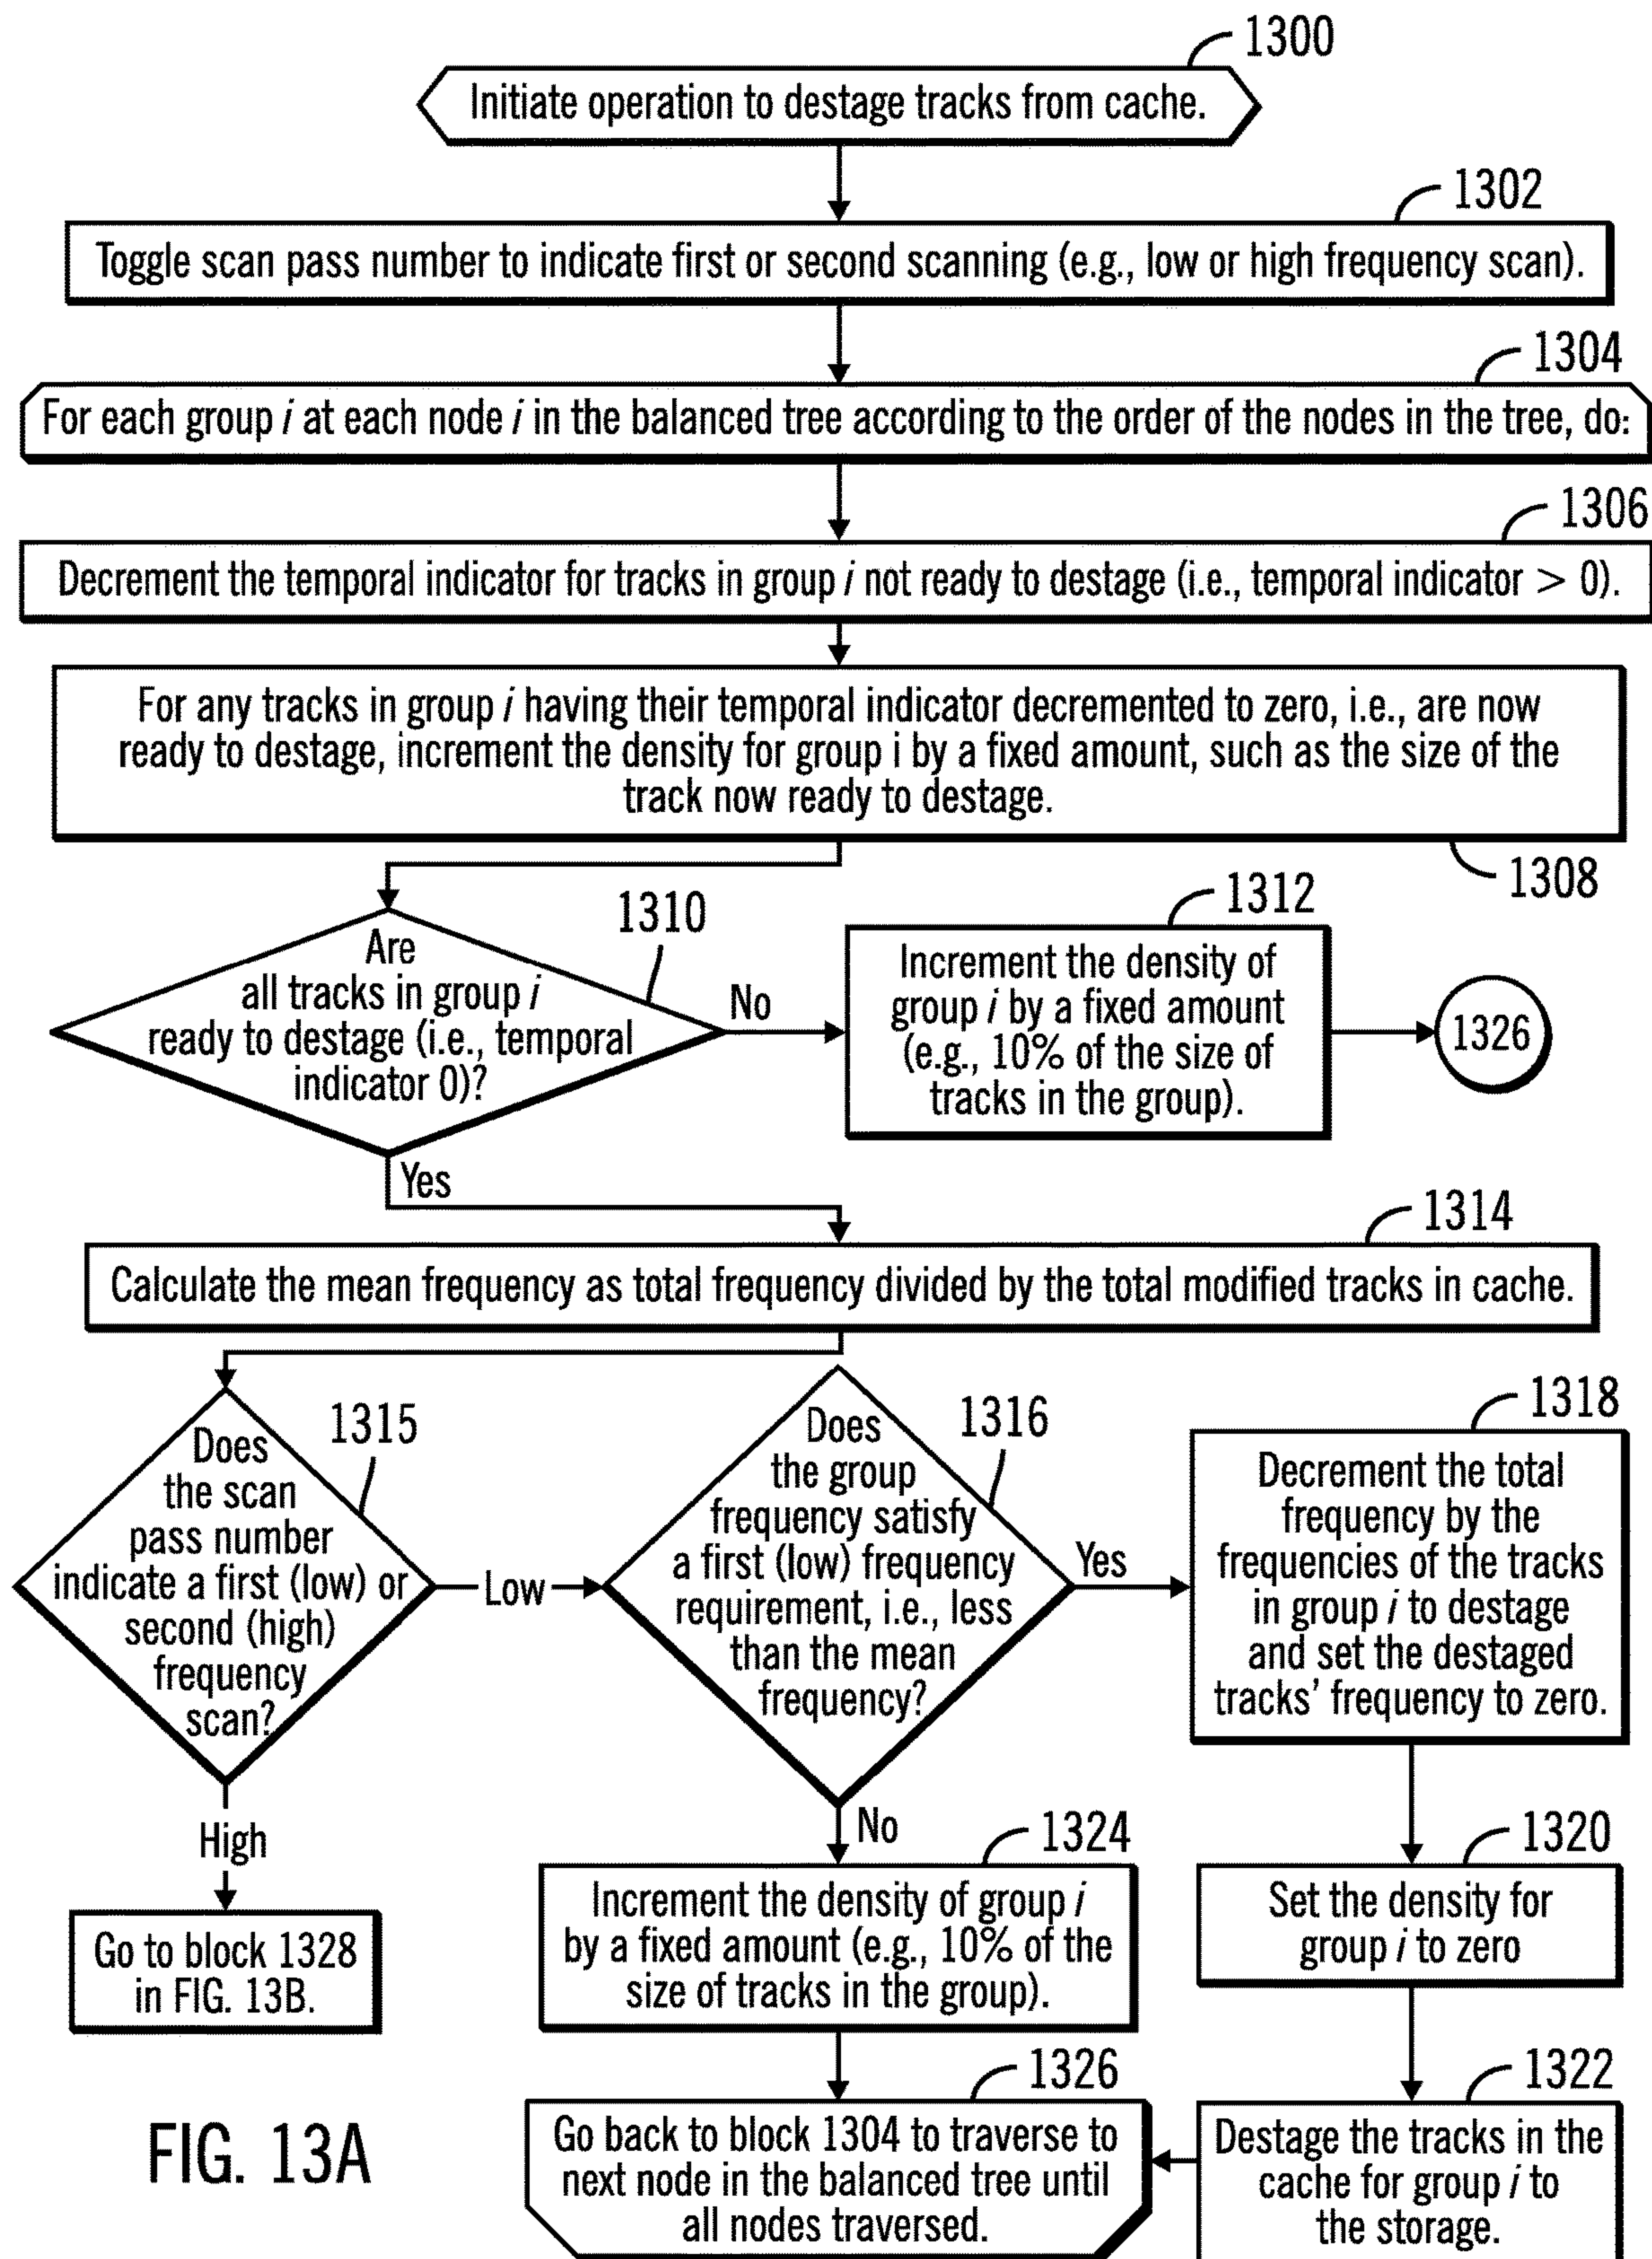 1300
Initiate operation to destage tracks from cache.
1302
Toggle scan pass number to indicate first or second scanning (e.g., low or high frequency scan).
1304
For each group i at each node i in the balanced tree according to the order of the nodes in the tree, do:
1306
Decrement the temporal indicator for tracks in group i not ready to destage (i.e., temporal indicator > 0).
For any tracks in group i having their temporal indicator decremented to zero, i.e., are now
ready to destage, increment the density for group i by a fixed amount, such as the size of the
track now ready to destage.
1308
1310
Are
all tracks in group i
ready to destage (i.e., temporal
indicator 0)?
No
1312
Increment the density of
group i by a fixed amount
(e.g., 10% of the size of
tracks in the group).
1326
Yes
1314
Calculate the mean frequency as total frequency divided by the total modified tracks in cache.
1315
Does
the scan
pass number
indicate a first (low) or
second (high)
frequency
scan?
Low
High
Go to block 1328
in FIG. 13B.
1316
Does
the group
frequency satisfy
a first (low) frequency
requirement, i.e., less
than the mean
frequency?
Yes
No
1318
Decrement the total
frequency by the
frequencies of the tracks
in group i to destage
and set the destaged
tracks' frequency to zero.
1324
Increment the density of group i
by a fixed amount (e.g., 10% of the
size of tracks in the group).
1320
Set the density for
group i to zero
1326
Go back to block 1304 to traverse to
next node in the balanced tree until
all nodes traversed.
1322
Destage the tracks in the
cache for group i to
the storage.
FIG. 13A